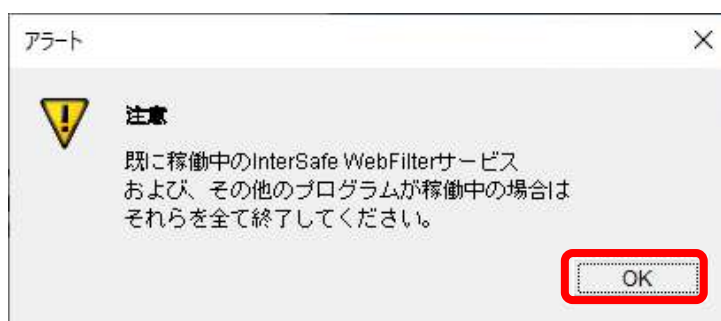 アラート
注意
既に稼働中のInterSafe WebFilterサービス
および、その他のプログラムが稼働中の場合は
それらを全て終了してください。
OK